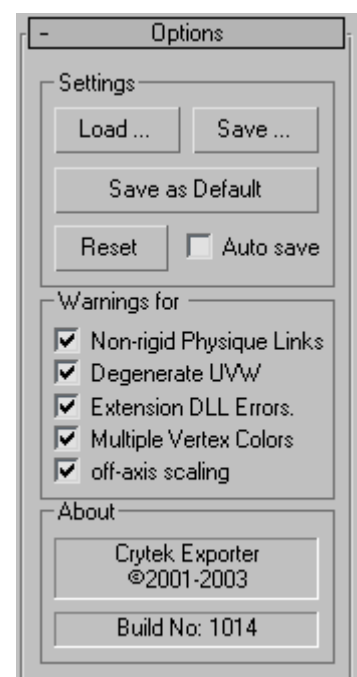 - Options
Settings
Load ... Save ...
Save as Default
Reset Auto save
Warnings for
Non-rigid Physique Links
Degenerate UVW
Extension DLL Errors.
Multiple Vertex Colors
off-axis scaling
About
Crytek Exporter
©2001-2003
Build No: 1014